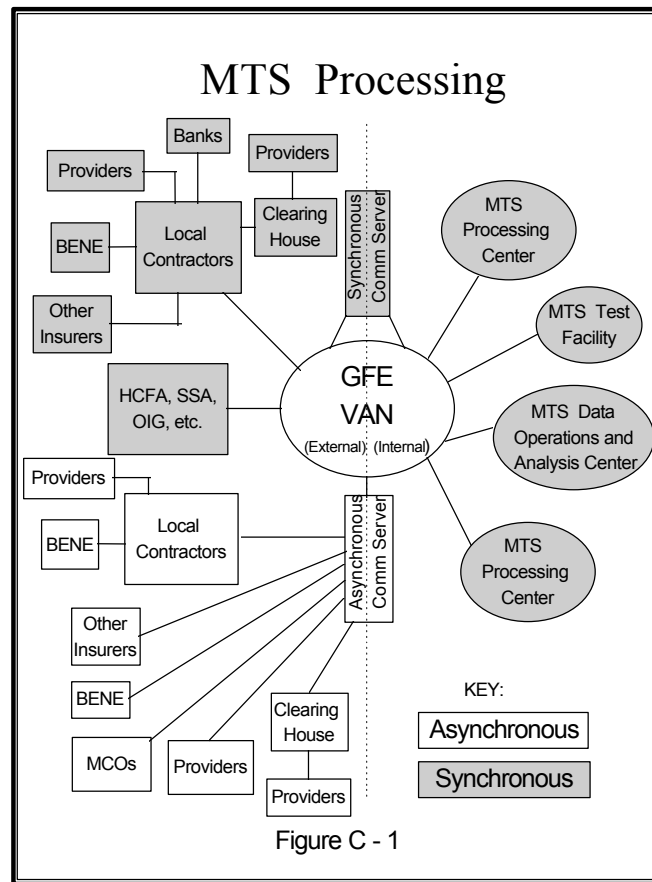 MTS Processing
Banks
Providers
Providers
BENE
Local
Contractors
Clearing
House
Other
Insurers
Synchronous
Comm Server
MTS
Processing
Center
MTS Test
Facility
HCFA, SSA,
OIG, etc.
GFE
VAN
(External)
(Internal)
MTS Data
Operations and
Analysis Center
Providers
BENE
Local
Contractors
Asynchronous
Comm Server
MTS
Processing
Center
Other
Insurers
BENE
MCOs
Providers
Clearing
House
Providers
KEY:
Asynchronous
Synchronous
Figure C - 1